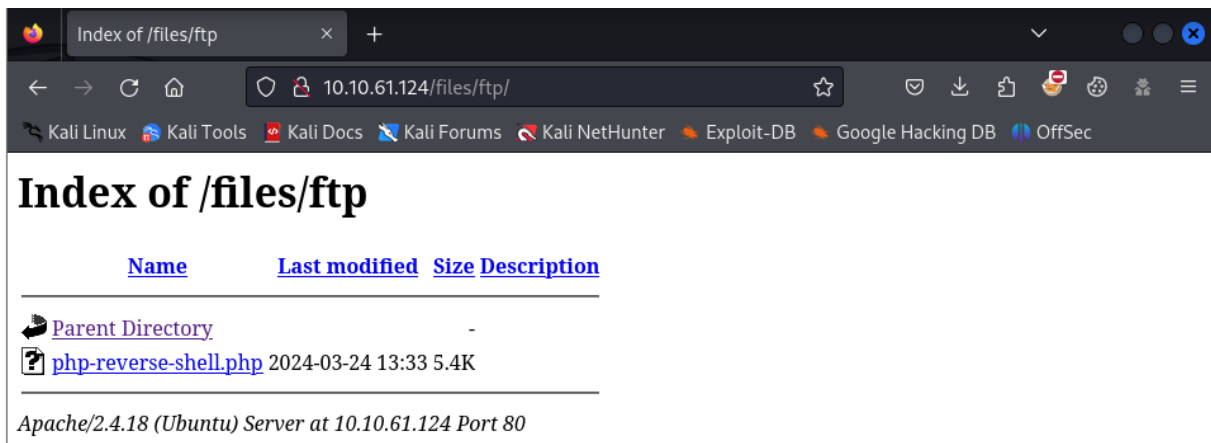 Index of /files/ftp
10.10.61.124/files/ftp/
Kali Linux Kali Tools Kali Docs Kali Forums Kali NetHunter Exploit-DB Google Hacking DB OffSec
Index of /files/ftp
Name Last modified Size Description
Parent Directory -
php-reverse-shell.php 2024-03-24 13:33 5.4K
Apache/2.4.18 (Ubuntu) Server at 10.10.61.124 Port 80